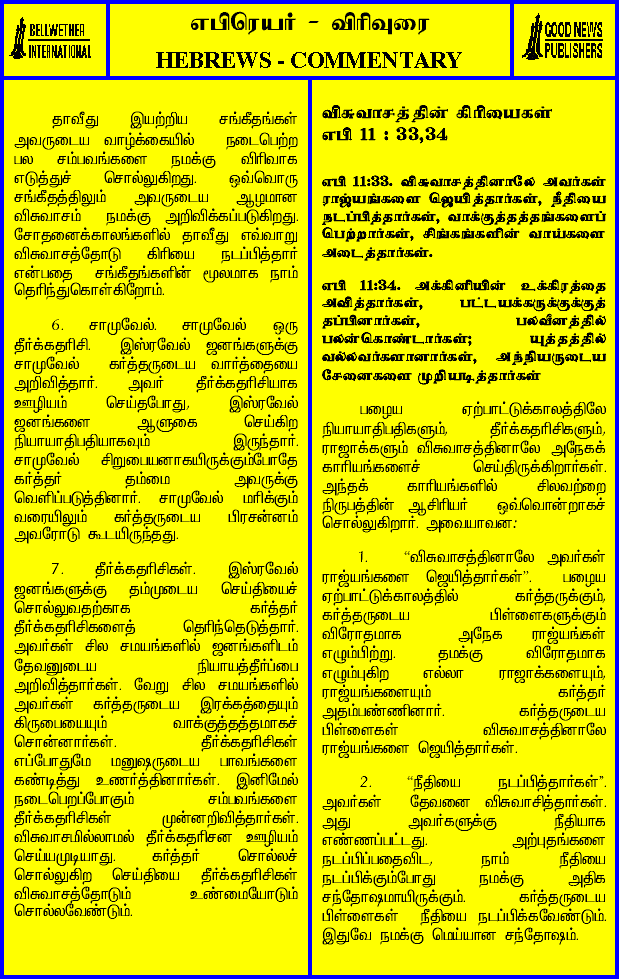 BELLWETHER
INTERNATIONAL
எபிரெயர் - விரிவுரை
HEBREWS - COMMENTARY
GOOD NEWS
PUBLISHERS
தாவீது இயற்றிய சங்கீதங்கள்
அவருடைய வாழ்க்கையில் நடைபெற்ற
பல சம்பவங்களை நமக்கு விரிவாக
எடுத்துச் சொல்லுகிறது. ஒவ்வொரு
சங்கீதத்திலும் அவருடைய ஆழமான
விசுவாசம் நமக்கு அறிவிக்கப்படுகிறது.
சோதனைக்காலங்களில் தாவீது எவ்வாறு
விசுவாசத்தோடு கிரியை நடப்பித்தார்
என்பதை சங்கீதங்களின் மூலமாக நாம்
தெரிந்துகொள்கிறோம்.
6. சாமுவேல். சாமுவேல் ஒரு
தீர்க்கதரிசி. இஸ்ரவேல் ஜனங்களுக்கு
சாமுவேல் கர்த்தருடைய வார்த்தையை
அறிவித்தார். அவர் தீர்க்கதரிசியாக
ஊழியம் செய்தபோது, இஸ்ரவேல்
ஜனங்களை ஆளுகை செய்கிற
நியாயாதிபதியாகவும் இருந்தார்.
சாமுவேல் சிறுபையனாகயிருக்கும்போதே
கர்த்தர் தம்மை அவருக்கு
வெளிப்படுத்தினார். சாமுவேல் மரிக்கும்
வரையிலும் கர்த்தருடைய பிரசன்னம்
அவரோடு கூடயிருந்தது.
7. தீர்க்கதரிசிகள். இஸ்ரவேல்
ஜனங்களுக்கு தம்முடைய செய்தியைச்
சொல்லுவதற்காக கர்த்தர்
தீர்க்கதரிசிகளைத் தெரிந்தெடுத்தார்.
அவர்கள் சில சமயங்களில் ஜனங்களிடம்
தேவனுடைய நியாயத்தீர்ப்பை
அறிவித்தார்கள். வேறு சில சமயங்களில்
அவர்கள் கர்த்தருடைய இரக்கத்தையும்
கிருபையையும் வாக்குத்தத்தமாகச்
சொன்னார்கள். தீர்க்கதரிசிகள்
எப்போதுமே மனுஷருடைய பாவங்களை
கண்டித்து உணர்த்தினார்கள். இனிமேல்
நடைபெறப்போகும் சம்பவங்களை
தீர்க்கதரிசிகள் முன்னறிவித்தார்கள்.
விசுவாசமில்லாமல் தீர்க்கதரிசன ஊழியம்
செய்யமுடியாது. கர்த்தர் சொல்லச்
சொல்லுகிற செய்தியை தீர்க்கதரிசிகள்
விசுவாசத்தோடும் உண்மையோடும்
சொல்லவேண்டும்.
விசுவாசத்தின் கிரியைகள்
எபி 11 : 33,34
எபி 11:33. விசுவாசத்தினாலே அவர்கள்
ராஜ்யங்களை ஜெயித்தார்கள், நீதியை
நடப்பித்தார்கள், வாக்குத்தத்தங்களைப்
பெற்றார்கள், சிங்கங்களின் வாய்களை
அடைத்தார்கள்.
எபி 11:34. அக்கினியின் உக்கிரத்தை
அவித்தார்கள், பட்டயக்கருக்குக்குத்
தப்பினார்கள், பலவீனத்தில்
பலன்கொண்டார்கள்; யுத்தத்தில்
வல்லவர்களானார்கள், அந்நியருடைய
சேனைகளை முறியடித்தார்கள்
பழைய ஏற்பாட்டுக்காலத்திலே
நியாயாதிபதிகளும், தீர்க்கதரிசிகளும்,
ராஜாக்களும் விசுவாசத்தினாலே அநேகக்
காரியங்களைச் செய்திருக்கிறார்கள்.
அந்தக் காரியங்களில் சிலவற்றை
நிருபத்தின் ஆசிரியர் ஒவ்வொன்றாகச்
சொல்லுகிறார். அவையாவன:
1. “விசுவாசத்தினாலே அவர்கள்
ராஜ்யங்களை ஜெயித்தார்கள்”. பழைய
ஏற்பாட்டுக்காலத்தில் கர்த்தருக்கும்,
கர்த்தருடைய பிள்ளைகளுக்கும்
விரோதமாக அநேக ராஜ்யங்கள்
எழும்பிற்று. தமக்கு விரோதமாக
எழும்புகிற எல்லா ராஜாக்களையும்,
ராஜ்யங்களையும் கர்த்தர்
அதம்பண்ணினார். கர்த்தருடைய
பிள்ளைகள் விசுவாசத்தினாலே
ராஜ்யங்களை ஜெயித்தார்கள்.
2. “நீதியை நடப்பித்தார்கள்”.
அவர்கள் தேவனை விசுவாசித்தார்கள்.
அது அவர்களுக்கு நீதியாக
எண்ணப்பட்டது. அற்புதங்களை
நடப்பிப்பதைவிட, நாம் நீதியை
நடப்பிக்கும்போது நமக்கு அதிக
சந்தோஷமாயிருக்கும். கர்த்தருடைய
பிள்ளைகள் நீதியை நடப்பிக்கவேண்டும்.
இதுவே நமக்கு மெய்யான சந்தோஷம்.